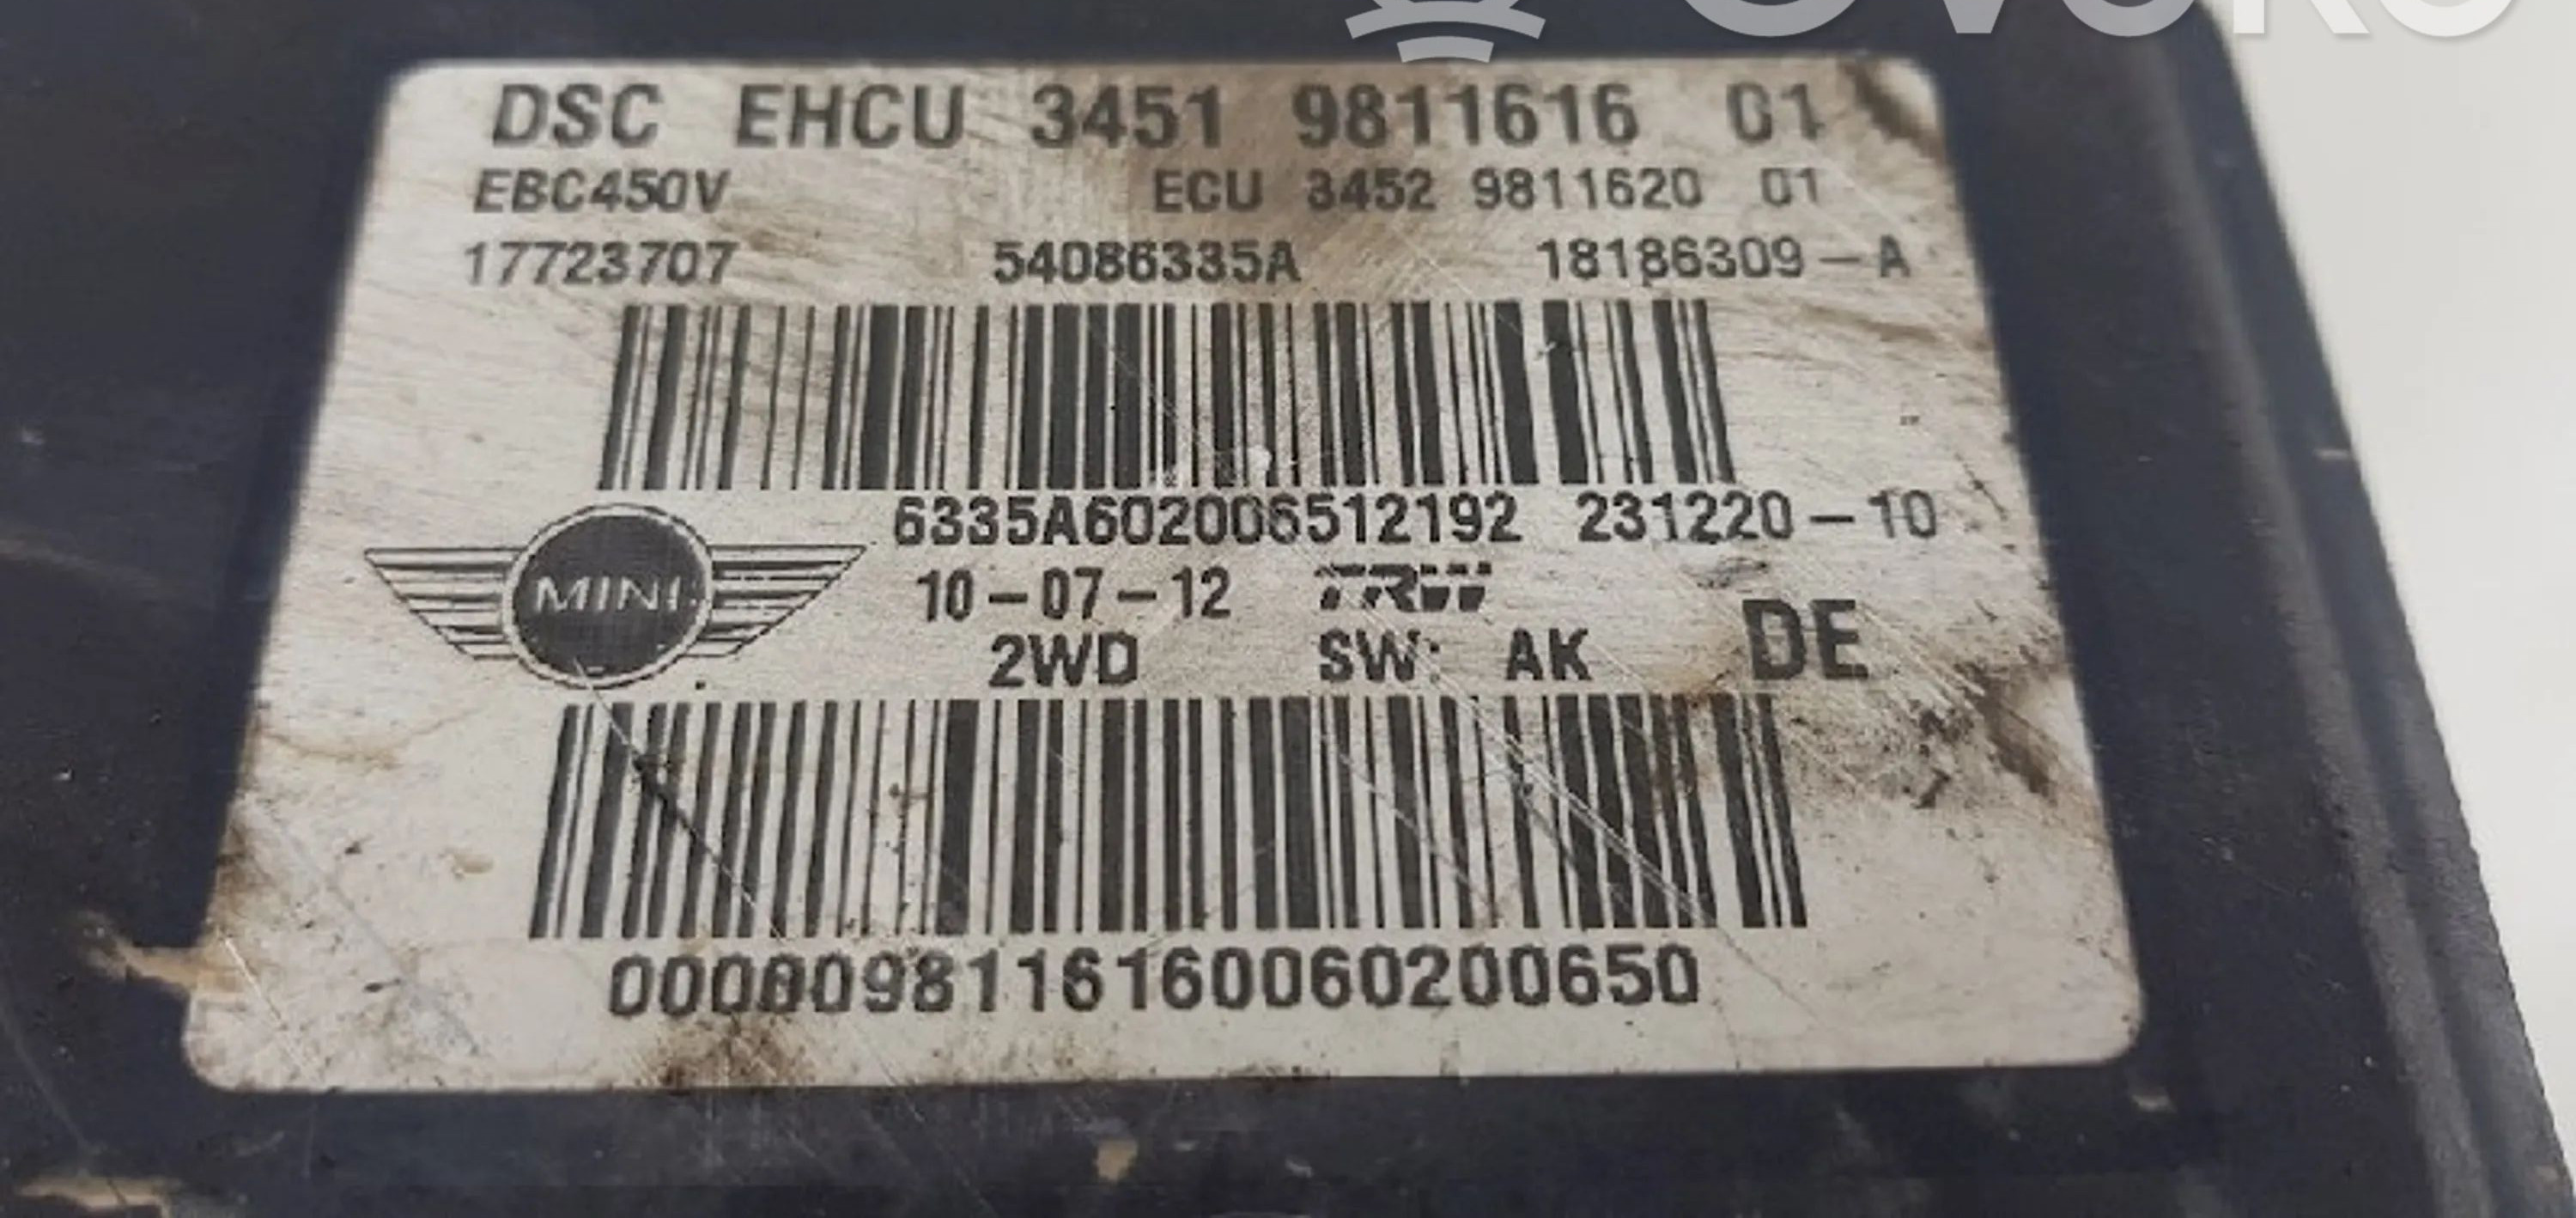 DSC EHCU 3451 9811616 01
EBC450V ECU 3452 9811620 01
17723707 54086335A 18186309-A
6335A602006512192 231220-10
MINI
10-07-12 TRW
2WD SW: AK DE
0000098116160060200650